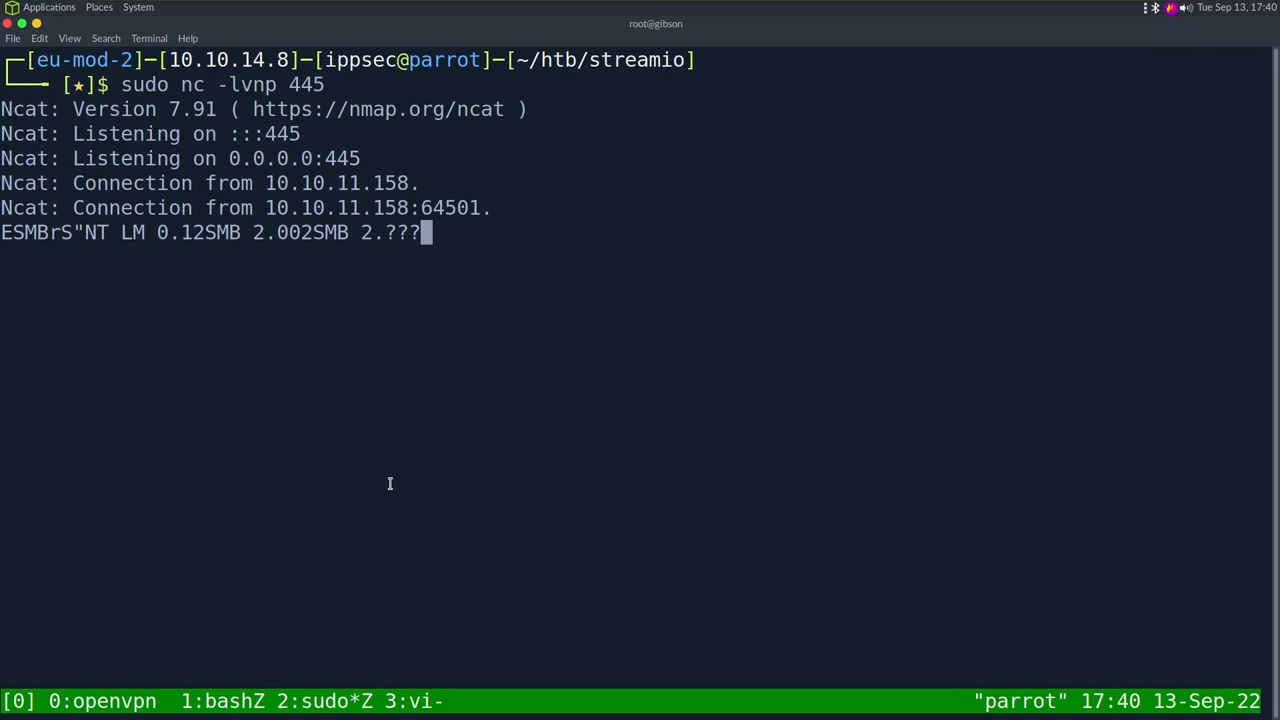 Applications Places System Tue Sep 13, 17:40
root@gibson
File Edit View Search Terminal Help
┌─[eu-mod-2]─[10.10.14.8]─[ippsec@parrot]─[~/htb/streamio]
└──╼ [★]$ sudo nc -lvnp 445
Ncat: Version 7.91 ( https://nmap.org/ncat )
Ncat: Listening on :::445
Ncat: Listening on 0.0.0.0:445
Ncat: Connection from 10.10.11.158.
Ncat: Connection from 10.10.11.158:64501.
ESMBrS"NT LM 0.12SMB 2.002SMB 2.???
[0] 0:openvpn 1:bashZ 2:sudo*Z 3:vi- "parrot" 17:40 13-Sep-22